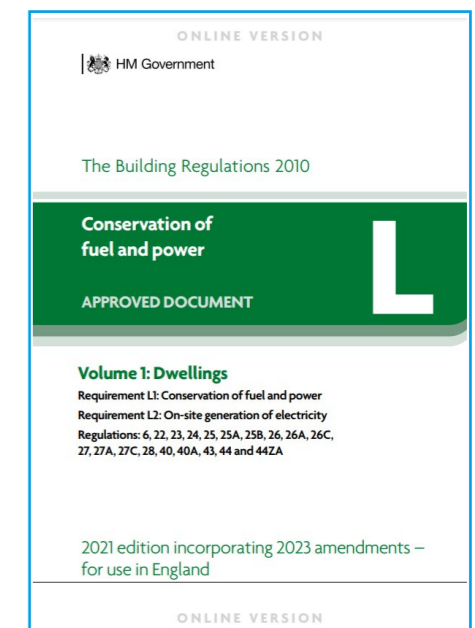 ONLINE VERSION
HM Government
The Building Regulations 2010
Conservation of
fuel and power
L
APPROVED DOCUMENT
Volume 1: Dwellings
Requirement L1: Conservation of fuel and power
Requirement L2: On-site generation of electricity
Regulations: 6, 22, 23, 24, 25, 25A, 25B, 26, 26A, 26C,
27, 27A, 27C, 28, 40, 40A, 43, 44 and 44ZA
2021 edition incorporating 2023 amendments –
for use in England
ONLINE VERSION